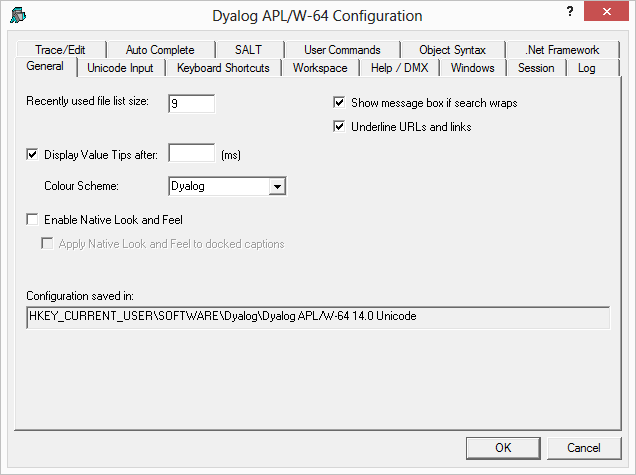 Dyalog APL/W-64 Configuration
?
Trace/Edit Auto Complete SALT User Commands Object Syntax .Net Framework
General Unicode Input Keyboard Shortcuts Workspace Help / DMX Windows Session Log
Recently used file list size: 9 Show message box if search wraps
Underline URLs and links
Display Value Tips after: (ms)
Colour Scheme: Dyalog
Enable Native Look and Feel
Apply Native Look and Feel to docked captions
Configuration saved in:
HKEY_CURRENT_USER\SOFTWARE\Dyalog\Dyalog APL/W-64 14.0 Unicode
OK Cancel